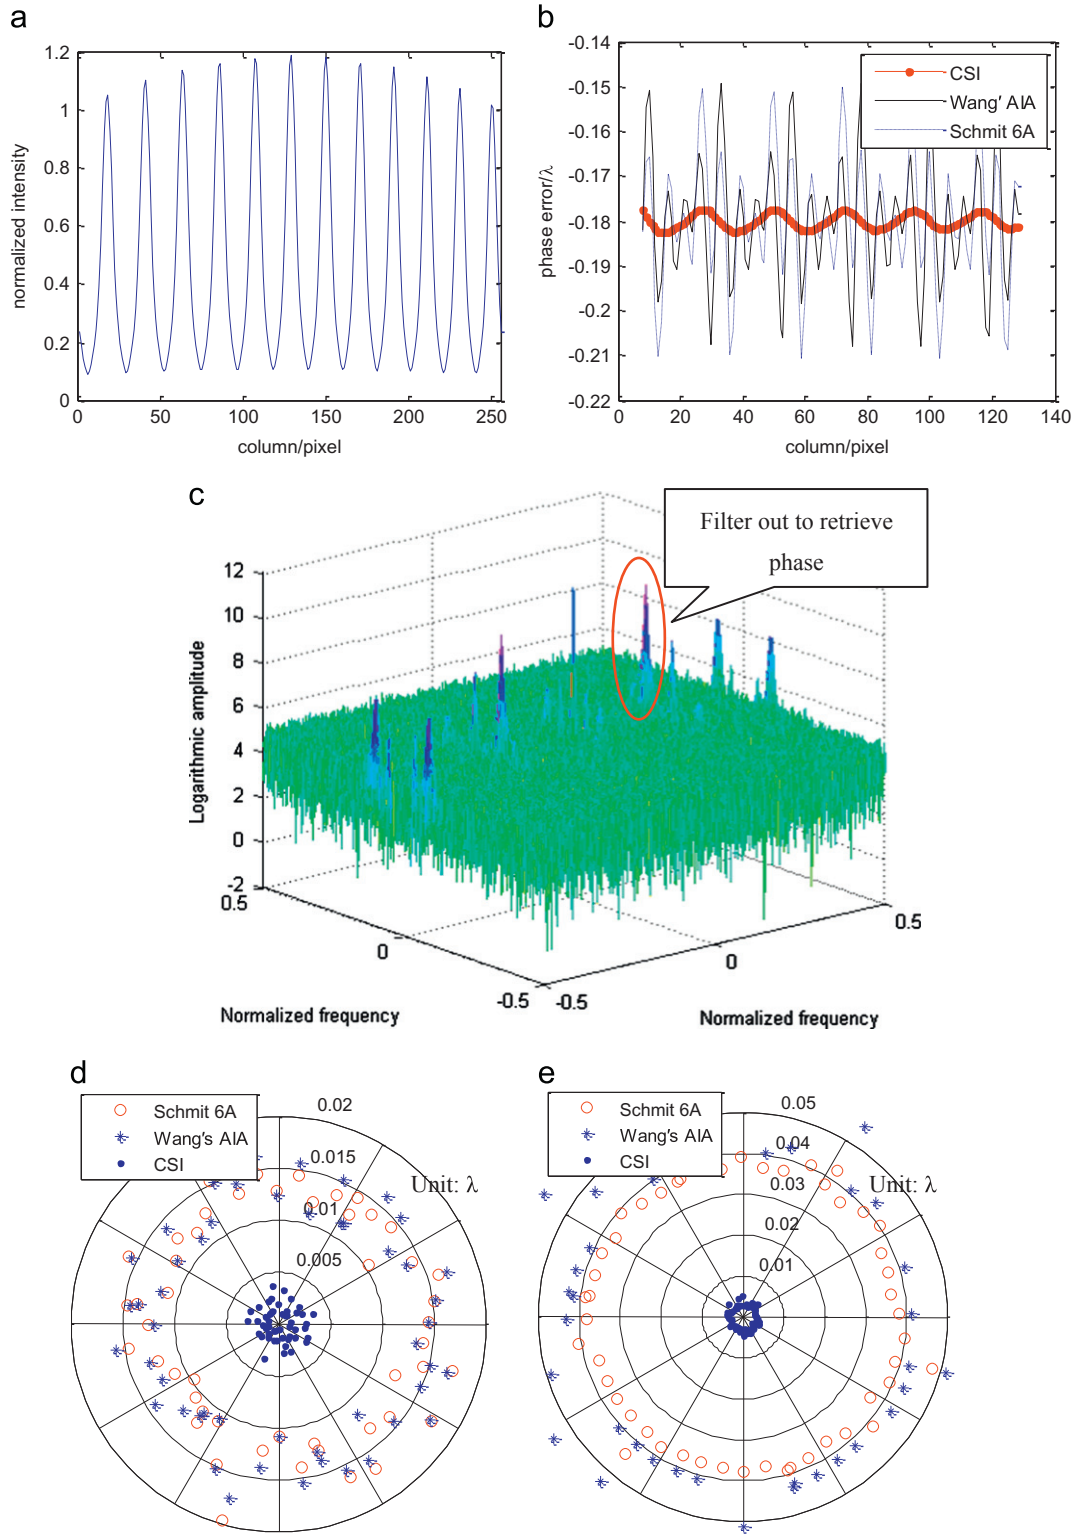 a
1.2
1
0.8
0.6
0.4
0.2
0
normalized intensity
0
50
100
150
200
250
column/pixel
b
-0.14
-0.15
-0.16
-0.17
-0.18
-0.19
-0.2
-0.21
-0.22
phase error/λ
CSI
Wang' AIA
Schmit 6A
0
20
40
60
80
100
120
140
column/pixel
c
Filter out to retrieve
phase
12
10
8
6
4
2
0
-2
Logarithmic amplitude
0.5
0
-0.5
Normalized frequency
-0.5
0
0.5
Normalized frequency
d
Schmit 6A
Wang's AIA
CSI
0.02
0.015
0.01
0.005
Unit: λ
e
Schmit 6A
Wang's AIA
CSI
0.05
0.04
0.03
0.02
0.01
Unit: λ